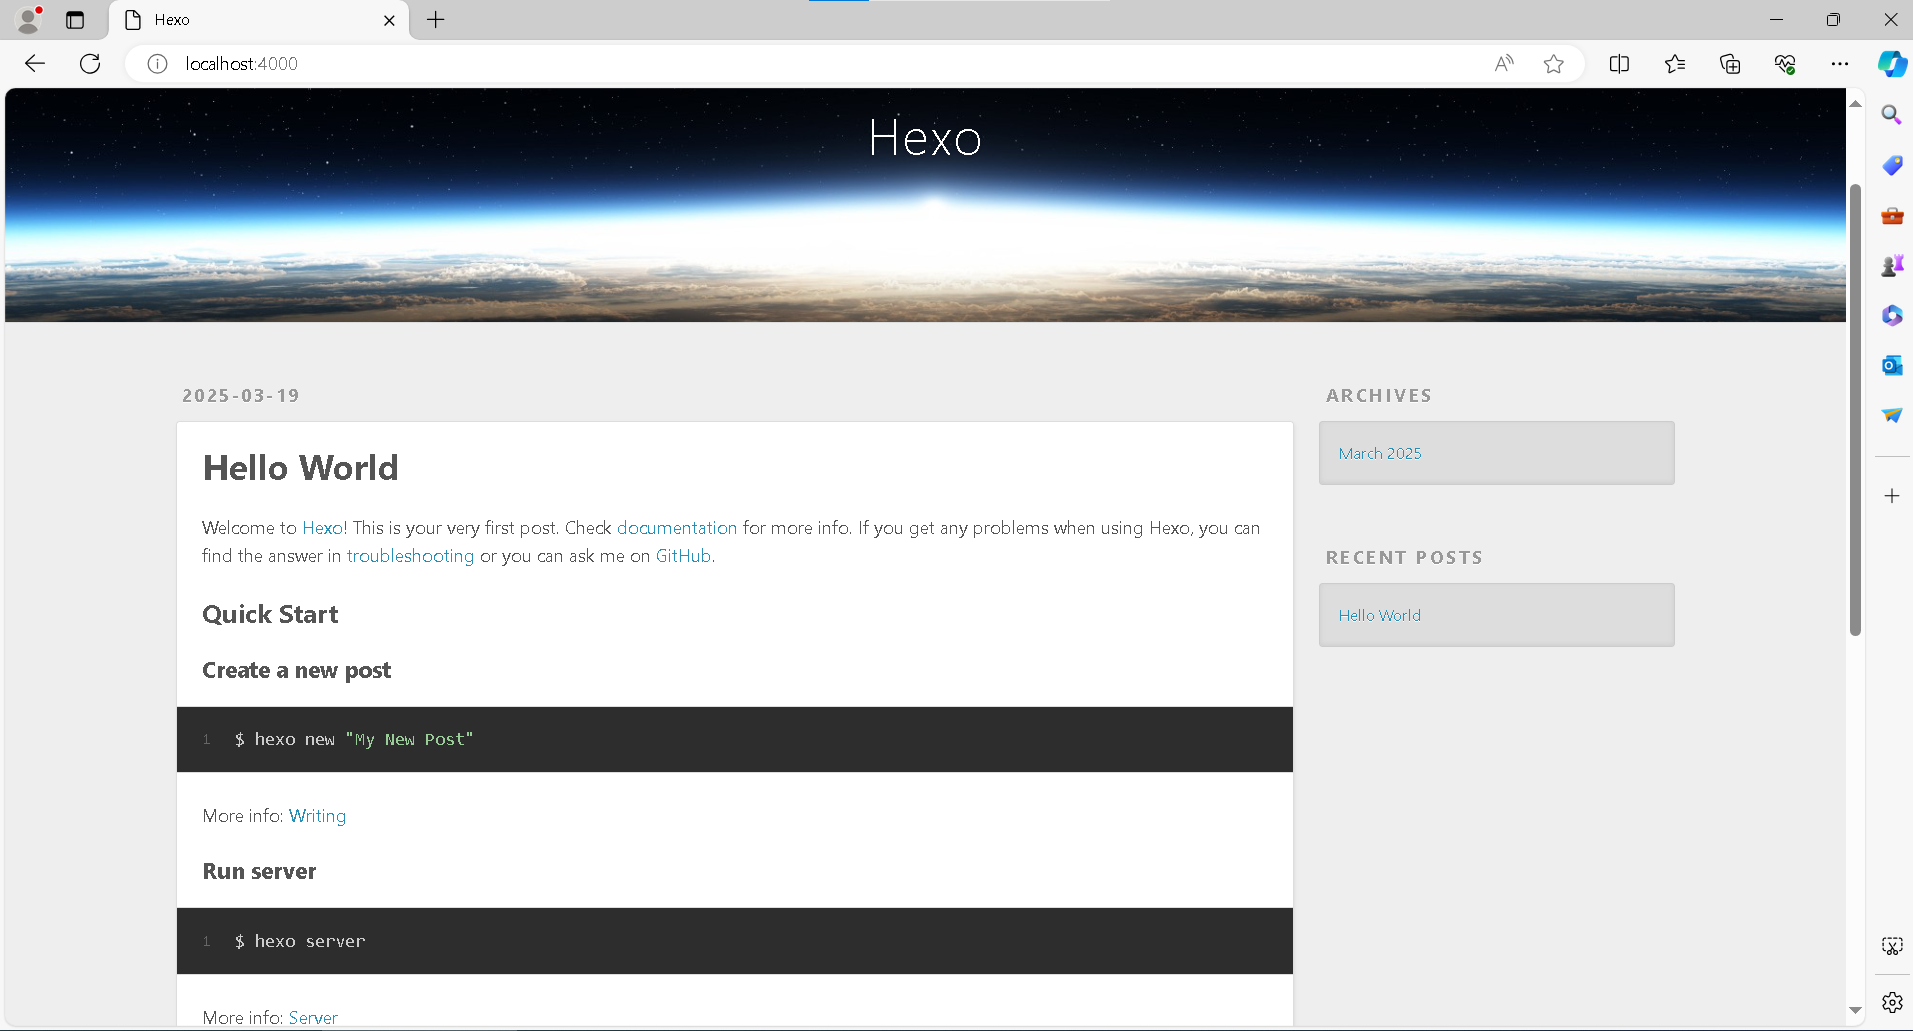 Hexo
localhost:4000
Hexo
2025-03-19
Hello World
Welcome to Hexo! This is your very first post. Check documentation for more info. If you get any problems when using Hexo, you can
find the answer in troubleshooting or you can ask me on GitHub.
Quick Start
Create a new post
1 $ hexo new "My New Post"
More info: Writing
Run server
1 $ hexo server
More info: Server
ARCHIVES
March 2025
RECENT POSTS
Hello World